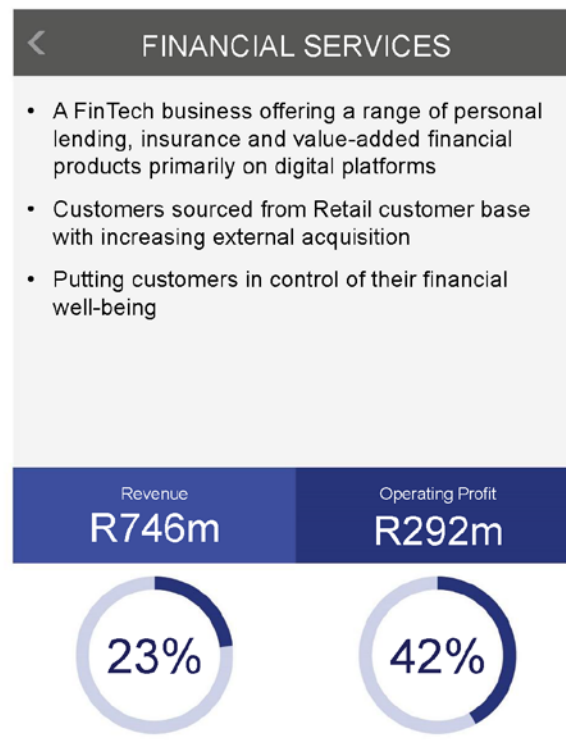 FINANCIAL SERVICES
• A FinTech business offering a range of personal
lending, insurance and value-added financial
products primarily on digital platforms
• Customers sourced from Retail customer base
with increasing external acquisition
• Putting customers in control of their financial
well-being
Revenue
R746m
Operating Profit
R292m
23%
42%